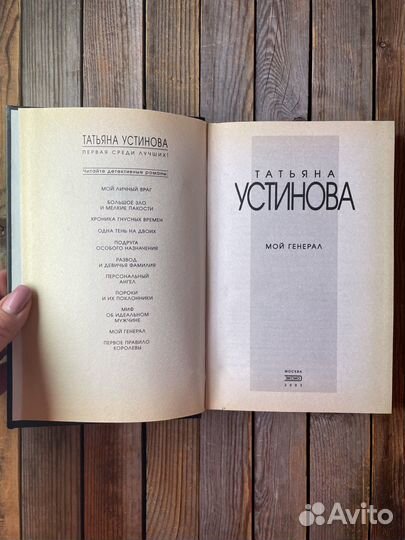 ТАТЬЯНА УСТИНОВА
ПЕРВАЯ СРЕДИ ЛУЧШИХ!
Читайте детективные романы:
МОЙ ЛИЧНЫЙ ВРАГ
БОЛЬШОЕ ЗЛО
И МЕЛКИЕ ПАКОСТИ
ХРОНИКА ГНУСНЫХ ВРЕМЕН
ОДНА ТЕНЬ НА ДВОИХ
ПОДРУГА
ОСОБОГО НАЗНАЧЕНИЯ
РАЗВОД
И ДЕВИЧЬЯ ФАМИЛИЯ
ПЕРСОНАЛЬНЫЙ
АНГЕЛ
ПОРОКИ
И ИХ ПОКЛОННИКИ
МИФ
ОБ ИДЕАЛЬНОМ
МУЖЧИНЕ
МОЙ ГЕНЕРАЛ
ПЕРВОЕ ПРАВИЛО
КОРОЛЕВЫ
ТАТЬЯНА
УСТИНОВА
МОЙ ГЕНЕРАЛ
МОСКВА
ЭКСМО
Avito